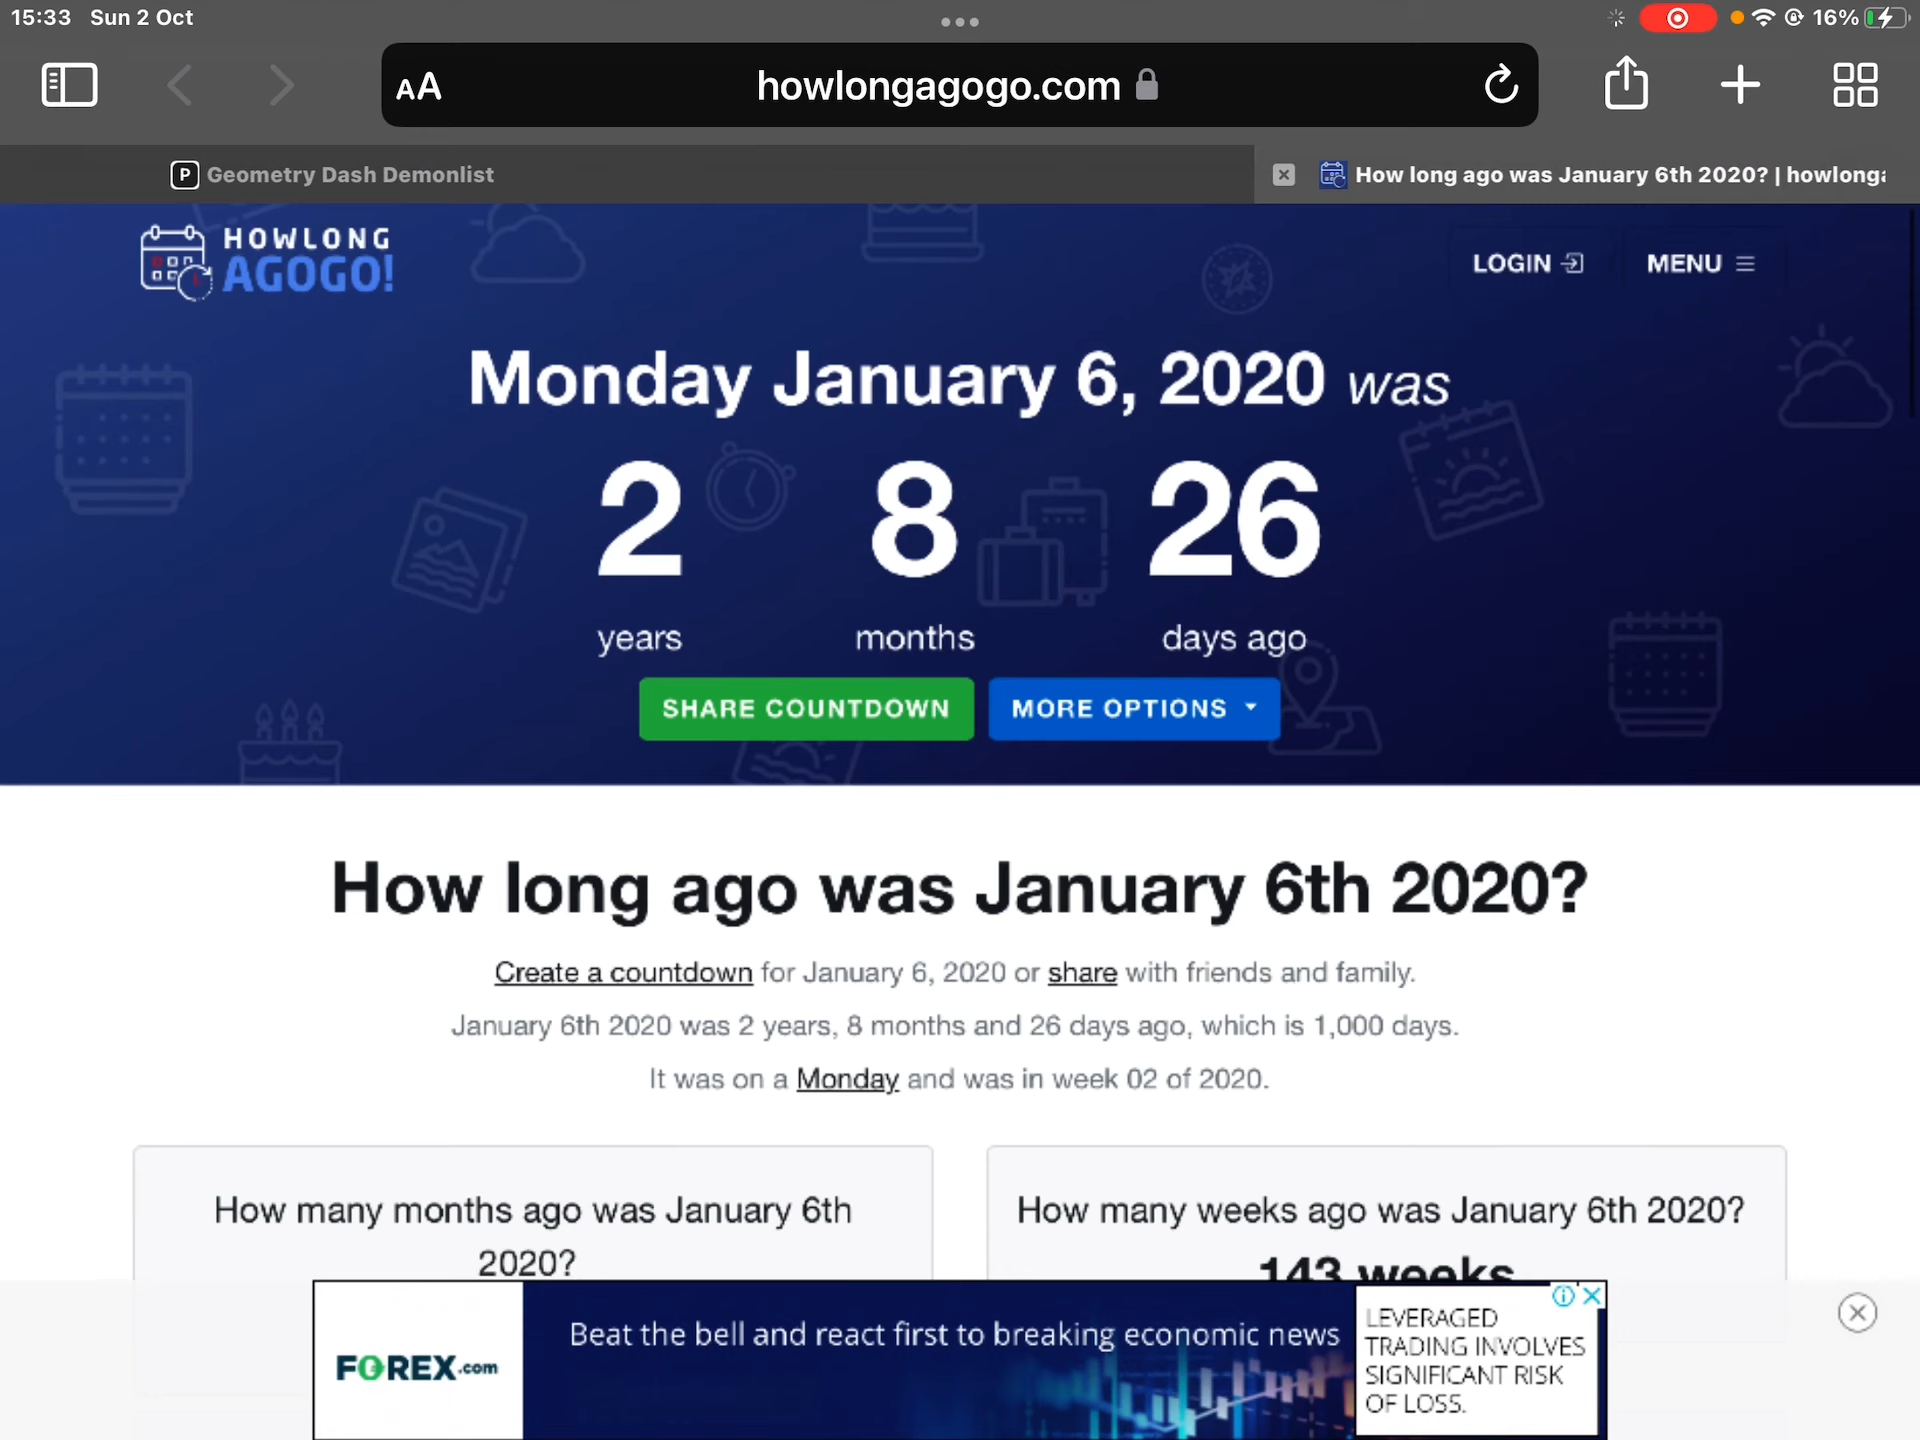 15:33 Sun 2 Oct
16%
AA
howlongagogo.com
P Geometry Dash Demonlist
How long ago was January 6th 2020? | howlonga
HOWLONG
AGOGO!
LOGIN
MENU
Monday January 6, 2020 was
2 8 26
years months days ago
SHARE COUNTDOWN
MORE OPTIONS
How long ago was January 6th 2020?
Create a countdown for January 6, 2020 or share with friends and family.
January 6th 2020 was 2 years, 8 months and 26 days ago, which is 1,000 days.
It was on a Monday and was in week 02 of 2020.
How many months ago was January 6th
2020?
How many weeks ago was January 6th 2020?
143 weeks
FOREX.com
Beat the bell and react first to breaking economic news
LEVERAGED
TRADING INVOLVES
SIGNIFICANT RISK
OF LOSS.